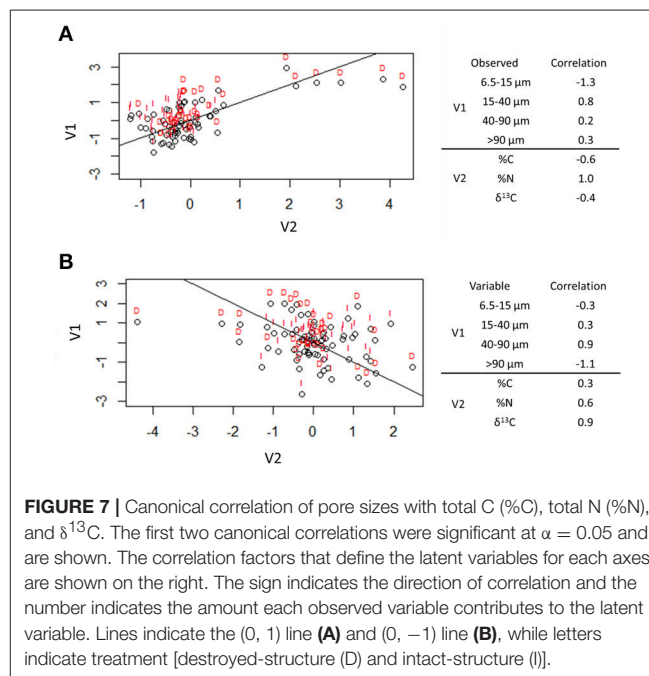 A
V1
3
1
-1
-3
-1 0 1 2 3 4
V2
Observed Correlation
6.5-15 µm -1.3
V1 15-40 µm 0.8
40-90 µm 0.2
>90 µm 0.3
%C -0.6
V2 %N 1.0
δ¹³C -0.4
B
V1
3
1
-1
-3
-4 -3 -2 -1 0 1 2
V2
Variable Correlation
6.5-15 µm -0.3
V1 15-40 µm 0.3
40-90 µm 0.9
>90 µm -1.1
%C 0.3
V2 %N 0.6
δ¹³C 0.9
FIGURE 7 | Canonical correlation of pore sizes with total C (%C), total N (%N),
and δ¹³C. The first two canonical correlations were significant at α = 0.05 and
are shown. The correlation factors that define the latent variables for each axes
are shown on the right. The sign indicates the direction of correlation and the
number indicates the amount each observed variable contributes to the latent
variable. Lines indicate the (0, 1) line (A) and (0, −1) line (B), while letters
indicate treatment [destroyed-structure (D) and intact-structure (I)].